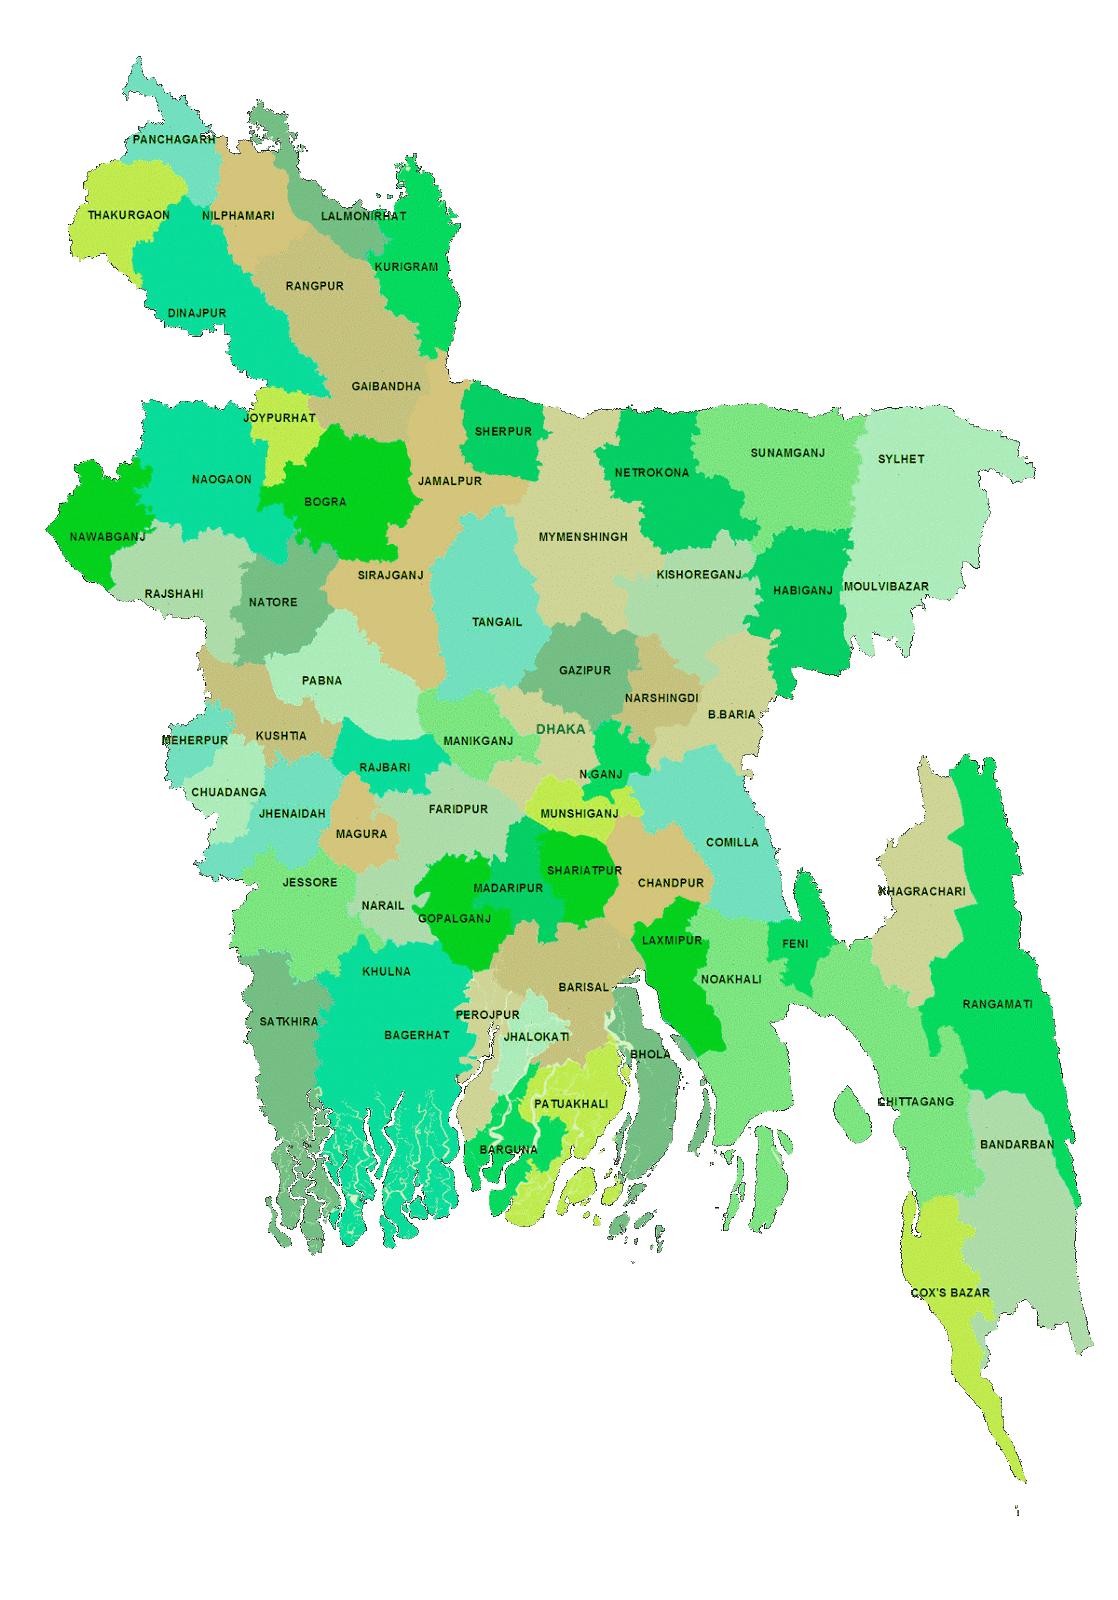 PANCHAGARH
THAKURGAON
NILPHAMARI
LALMONIRHAT
KURIGRAM
RANGPUR
DINAJPUR
GAIBANDHA
JOYPURHAT
SHERPUR
SUNAMGANJ
SYLHET
NETROKONA
NAOGAON
JAMALPUR
BOGRA
NAWABGANJ
MYMENSHINGH
SIRAJGANJ
KISHOREGANJ
MOULVIBAZAR
HABIGANJ
RAJSHAHI
NATORE
TANGAIL
GAZIPUR
PABNA
NARSHINGDI
B.BARIA
DHAKA
KUSHTIA
MEHERPUR
MANIKGANJ
RAJBARI
N.GANJ
CHUADANGA
FARIDPUR
JHENAIDAH
MUNSHIGANJ
MAGURA
COMILLA
SHARIATPUR
JESSORE
CHANDPUR
MADARIPUR
KHAGRACHARI
NARAIL
GOPALGANJ
LAXMIPUR
FENI
KHULNA
NOAKHALI
BARISAL
RANGAMATI
PEROJPUR
SATKHIRA
BAGERHAT
JHALOKATI
BHOLA
PATUAKHALI
CHITTAGANG
BANDARBAN
BARGUNA
COX'S BAZAR